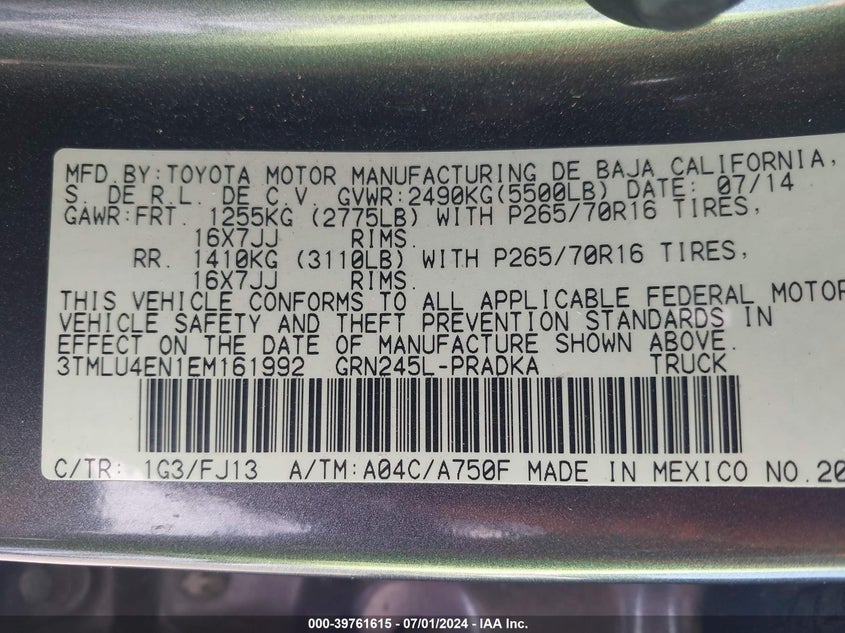 MFD.BY:TOYOTA MOTOR MANUFACTURING DE BAJA CALIFORNIA,
S. DE R.L. DE C.V. GVWR:2490KG(5500LB) DATE: 07/14
GAWR:FRT. 1255KG (2775LB) WITH P265/70R16 TIRES,
16X7JJ RIMS.
RR. 1410KG (3110LB) WITH P265/70R16 TIRES,
16X7JJ RIMS.
THIS VEHICLE CONFORMS TO ALL APPLICABLE FEDERAL MOTOR
VEHICLE SAFETY AND THEFT PREVENTION STANDARDS IN
EFFECT ON THE DATE OF MANUFACTURE SHOWN ABOVE.
3TMLU4EN1EM161992 GRN245L-PRADKA TRUCK
C/TR: 1G3/FJ13 A/TM:A04C/A750F MADE IN MEXICO NO.20
000-39761615 - 07/01/2024 - IAA Inc.